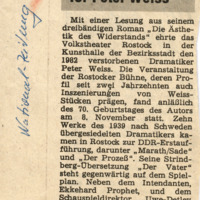 National-Zeitung
für Peter Weiss
Mit einer Lesung aus seinem
dreibändigen Roman „Die Ästhe-
tik des Widerstands" ehrte das
Volkstheater Rostock in der
Kunsthalle der Bezirksstadt den
1982 verstorbenen Dramatiker
Peter Weiss. Die Veranstaltung
der Rostocker Bühne, deren Pro-
fil seit zwei Jahrzehnten auch
Inszenierungen von Weiss-
Stücken prägen, fand anläßlich
des 70. Geburtstages des Autors
am 8. November statt. Zehn
Werke des 1939 nach Schweden
übergesiedelten Dramatikers ka-
men in Rostock zur DDR-Erstauf-
führung, darunter „Marat/Sade"
und „Der Prozeß". Seine Strind-
berg-Übersetzung „Der Vater"
steht gegenwärtig auf dem Spiel-
plan. Neben dem Intendanten,
Ekkehard Prophet, und dem
Schauspieldirektor, Uwe-Detlev